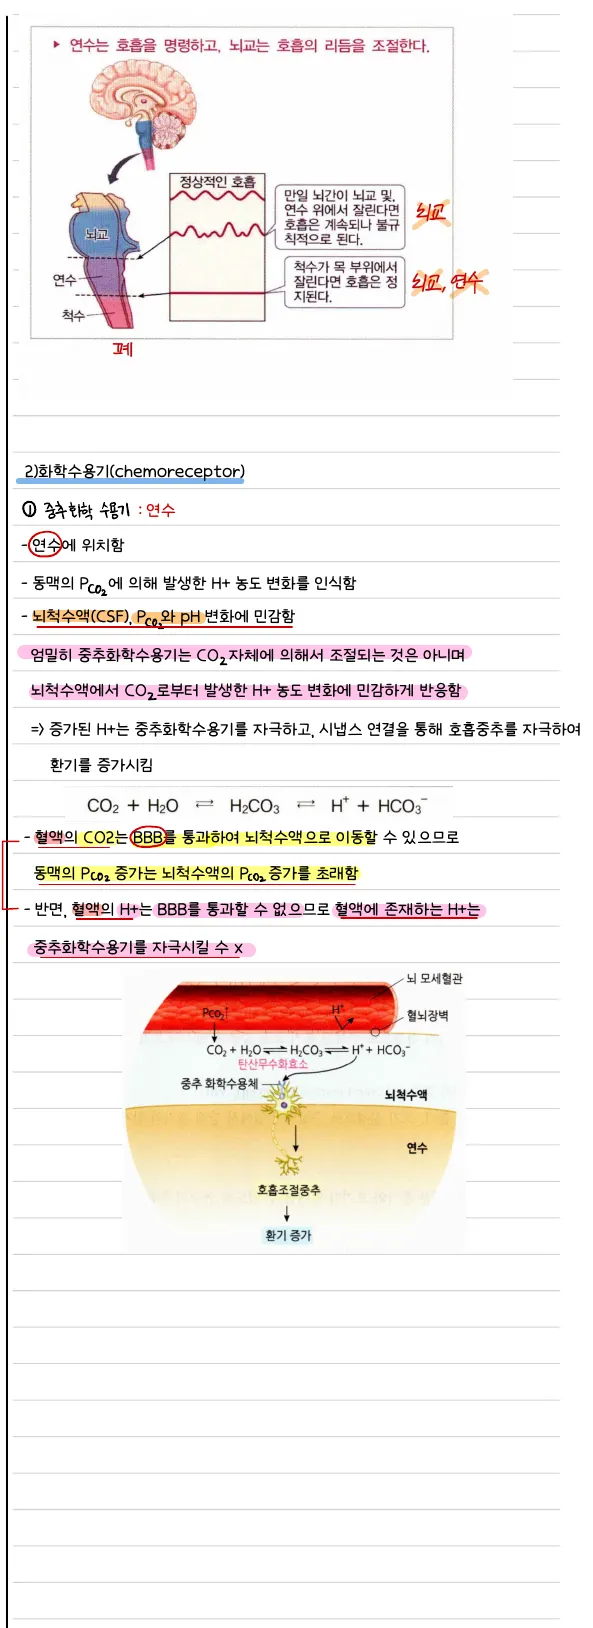 ▶ 연수는 호흡을 명령하고, 뇌교는 호흡의 리듬을 조절한다.
정상적인 호흡
만일 뇌간이 뇌교 및,
연수 위에서 잘린다면
호흡은 계속되나 불규
칙적으로 된다.
뇌교
뇌교
척수가 목 부위에서
잘린다면 호흡은 정
지된다.
뇌교, 연수
연수
척수
폐
2)화학수용기(chemoreceptor)
① 중추화학 수용기 : 연수
- 연수에 위치함
- 동맥의 PCO₂에 의해 발생한 H+ 농도 변화를 인식함
- 뇌척수액(CSF), PCO₂와 pH 변화에 민감함
엄밀히 중추화학수용기는 CO₂자체에 의해서 조절되는 것은 아니며
뇌척수액에서 CO₂로부터 발생한 H+ 농도 변화에 민감하게 반응함
=> 증가된 H+는 중추화학수용기를 자극하고, 시냅스 연결을 통해 호흡중추를 자극하여
환기를 증가시킴
CO₂ + H₂O ⇄ H₂CO₃ ⇄ H⁺ + HCO₃⁻
- 혈액의 CO2는 BBB를 통과하여 뇌척수액으로 이동할 수 있으므로
동맥의 PCO₂ 증가는 뇌척수액의 PCO₂ 증가를 초래함
- 반면, 혈액의 H+는 BBB를 통과할 수 없으므로 혈액에 존재하는 H+는
중추화학수용기를 자극시킬 수 x
뇌 모세혈관
PCO₂↑
H⁺
혈뇌장벽
CO₂ + H₂O ⇌ H₂CO₃ ⇌ H⁺ + HCO₃⁻
탄산무수화효소
중추 화학수용체
뇌척수액
연수
호흡조절중추
환기 증가